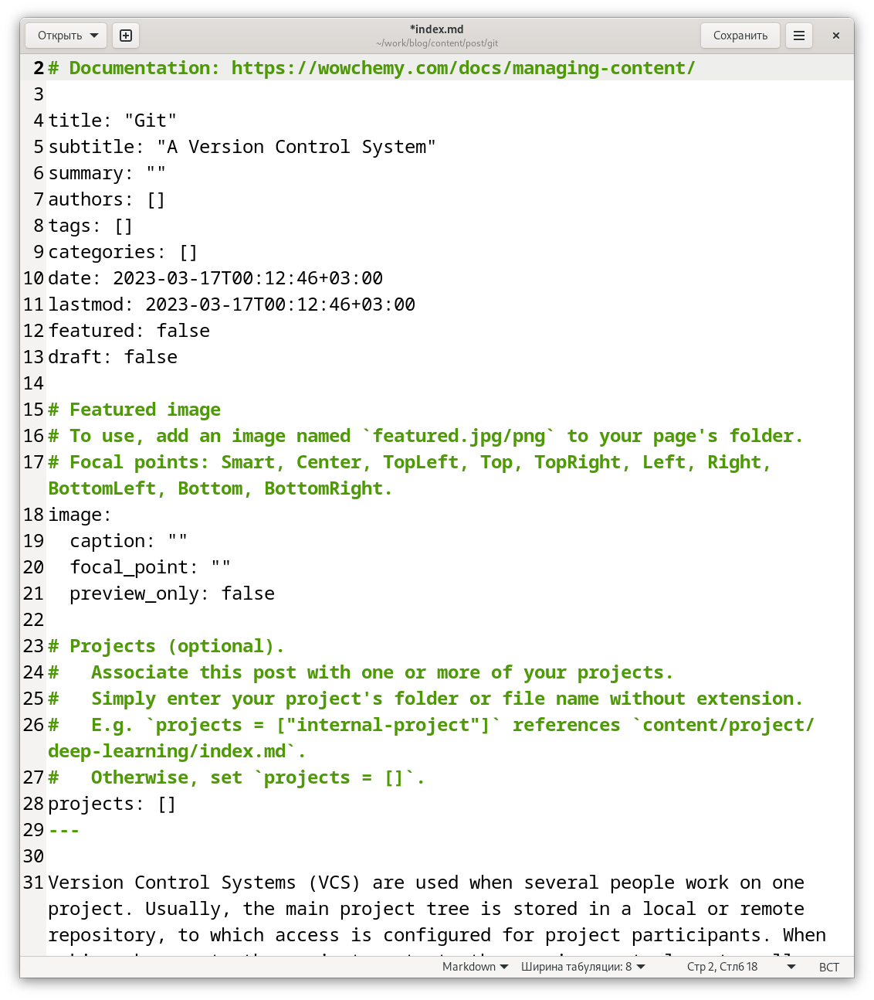 Открыть
*index.md
~/work/blog/content/post/git
Сохранить
2 # Documentation: https://wowchemy.com/docs/managing-content/
3
4 title: "Git"
5 subtitle: "A Version Control System"
6 summary: ""
7 authors: []
8 tags: []
9 categories: []
10 date: 2023-03-17T00:12:46+03:00
11 lastmod: 2023-03-17T00:12:46+03:00
12 featured: false
13 draft: false
14
15 # Featured image
16 # To use, add an image named `featured.jpg/png` to your page's folder.
17 # Focal points: Smart, Center, TopLeft, Top, TopRight, Left, Right,
BottomLeft, Bottom, BottomRight.
18 image:
19   caption: ""
20   focal_point: ""
21   preview_only: false
22
23 # Projects (optional).
24 #   Associate this post with one or more of your projects.
25 #   Simply enter your project's folder or file name without extension.
26 #   E.g. `projects = ["internal-project"]` references `content/project/
deep-learning/index.md`.
27 #   Otherwise, set `projects = []`.
28 projects: []
29 ---
30
31 Version Control Systems (VCS) are used when several people work on one
project. Usually, the main project tree is stored in a local or remote
repository, to which access is configured for project participants. When
Markdown
Ширина табуляции: 8
Стр 2, Стлб 18
ВСТ